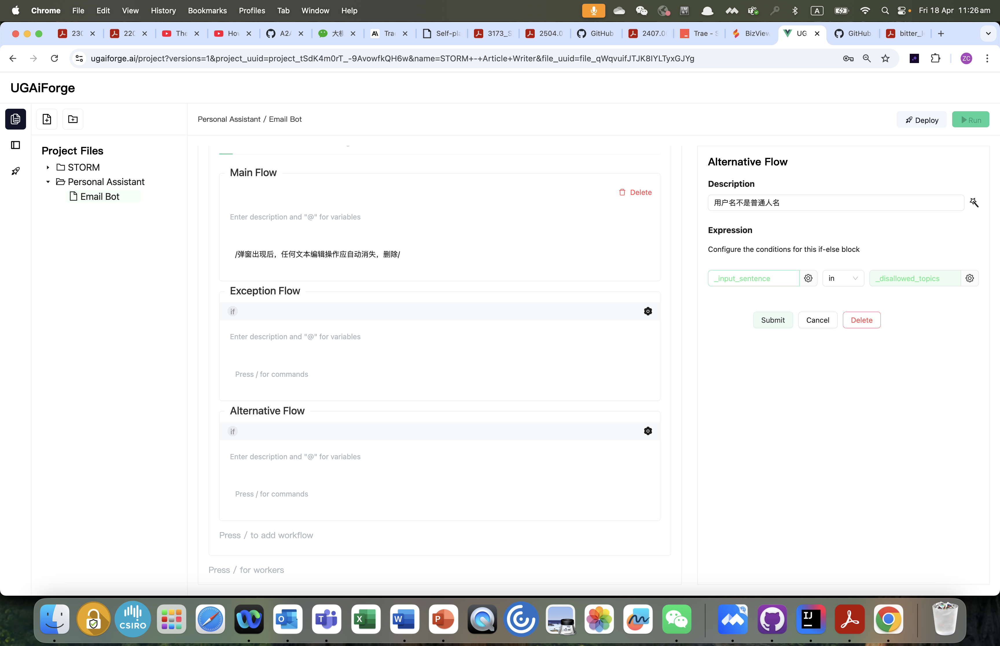 Chrome File Edit View History Bookmarks Profiles Tab Window Help
IM &T
A
Fri 18 Apr 11:26 am
The
A2A
大
Self-pla
3173_S
2504.0
GitHub
2407.0
Trae - S
BizView
UG
GitHub
bitter_l
ugaiforge.ai/project?versions=1&project_uuid=project_tSdK4m0rT_-9AvowfkQH6w&name=STORM+-+Article+Writer&file_uuid=file_qWqvuifJTJK8IYLTyxGJYg
ZC
UGAiForge
Personal Assistant / Email Bot
Deploy
Run
Project Files
STORM
Personal Assistant
Email Bot
Main Flow
Delete
Enter description and "@" for variables
/弹窗出现后，任何文本编辑操作应自动消失，删除/
Exception Flow
if
Enter description and "@" for variables
Press / for commands
Alternative Flow
if
Enter description and "@" for variables
Press / for commands
Press / to add workflow
Press / for workers
Alternative Flow
Description
用户名不是普通人名
Expression
Configure the conditions for this if-else block
_input_sentence
in
_disallowed_topics
Submit
Cancel
Delete
CSIRO